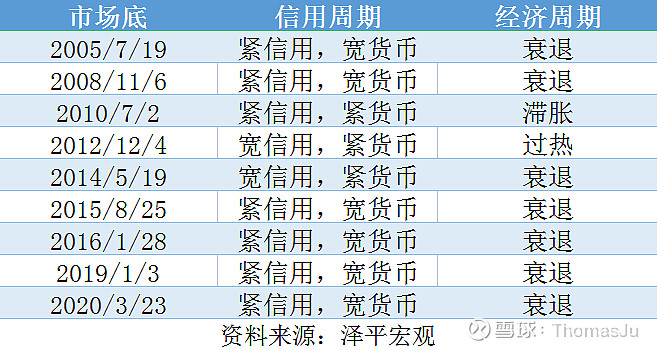 市场底 信用周期 经济周期
2005/7/19 紧信用，宽货币 衰退
2008/11/6 紧信用，宽货币 衰退
2010/7/2 紧信用，紧货币 滞胀
2012/12/4 宽信用，紧货币 过热
2014/5/19 宽信用，紧货币 衰退
2015/8/25 紧信用，宽货币 衰退
2016/1/28 紧信用，宽货币 衰退
2019/1/3 紧信用，宽货币 衰退
2020/3/23 紧信用，宽货币 衰退
资料来源：泽平宏观
雪球：ThomasJu